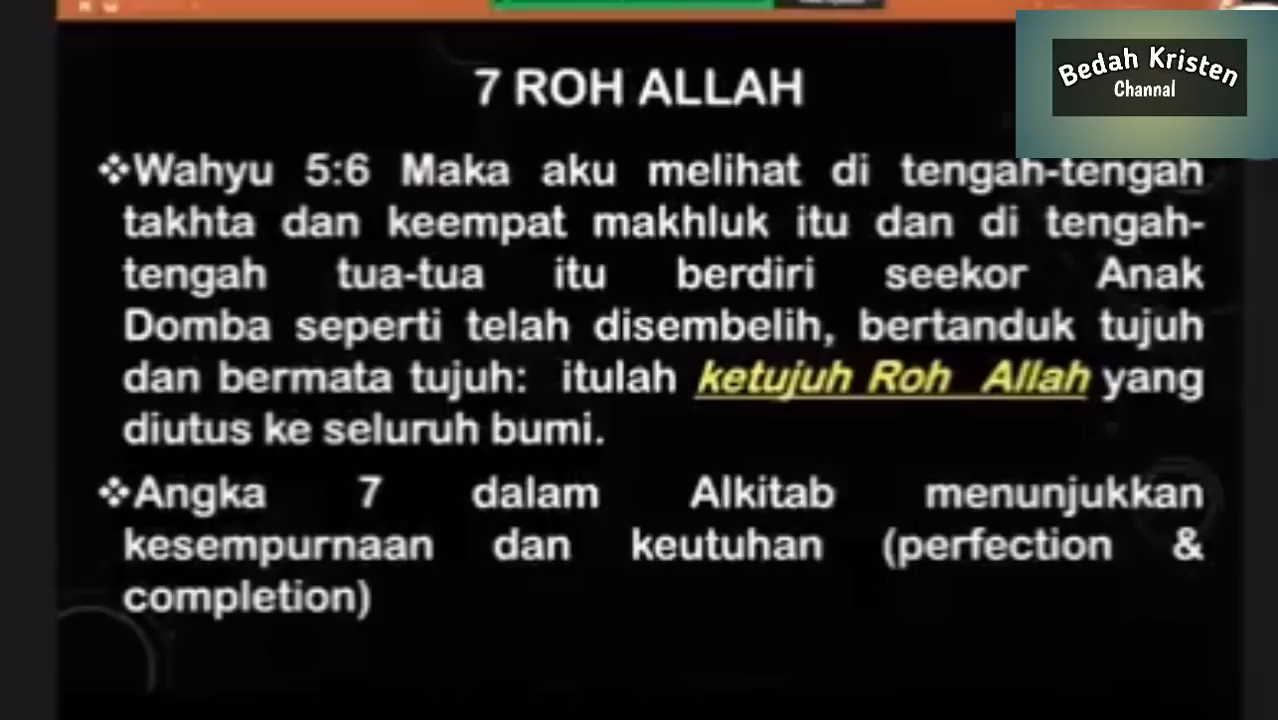 7 ROH ALLAH
Bedah Kristen
Channal
❖Wahyu 5:6 Maka aku melihat di tengah-tengah
takhta dan keempat makhluk itu dan di tengah-
tengah tua-tua itu berdiri seekor Anak
Domba seperti telah disembelih, bertanduk tujuh
dan bermata tujuh: itulah ketujuh Roh Allah yang
diutus ke seluruh bumi.
❖Angka 7 dalam Alkitab menunjukkan
kesempurnaan dan keutuhan (perfection &
completion)